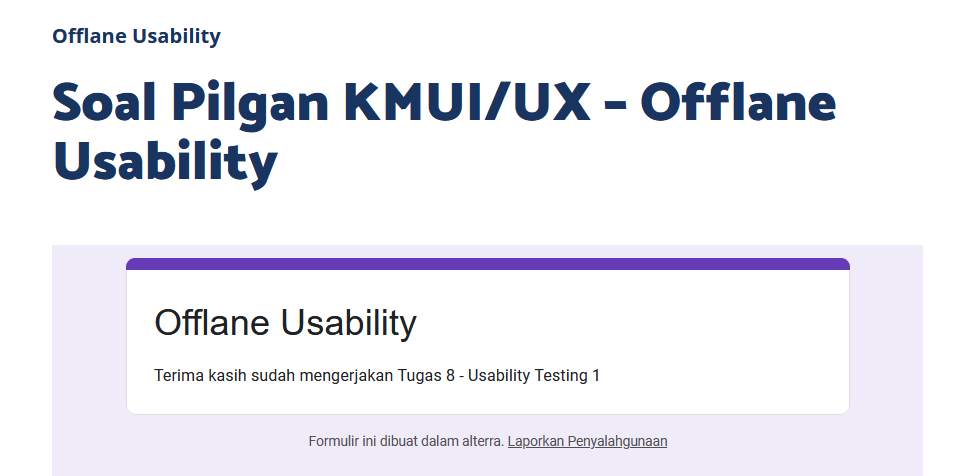 Offlane Usability
Soal Pilgan KMUI/UX – Offlane
Usability
Offlane Usability
Terima kasih sudah mengerjakan Tugas 8 - Usability Testing 1
Formulir ini dibuat dalam alterra. Laporkan Penyalahgunaan